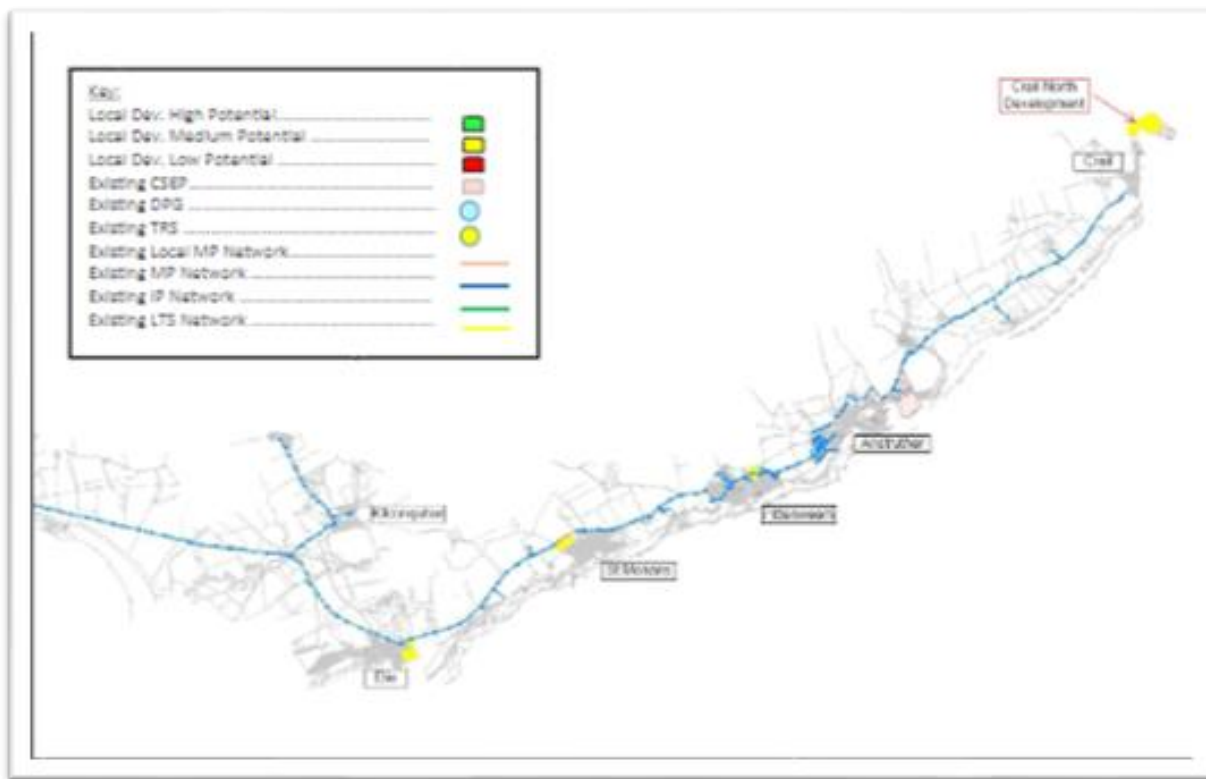 Key:
Local Dev. High Potential
Local Dev. Medium Potential
Local Dev. Low Potential
Existing CSEP
Existing DPG
Existing TRS
Existing Local MP Network
Existing MP Network
Existing IP Network
Existing LTS Network
Crail North
Development
Crail
Anstruther
Pittenweem
St Monans
Kilconquhar
Elie